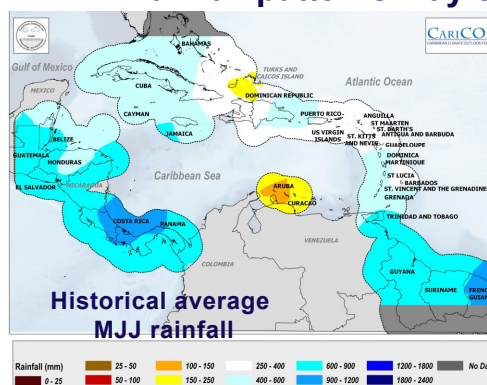 CARICO
CARIBBEAN CLIMATE OUTLOOK FOR
BAHAMAS
Gulf of Mexico
TURKS AND
CAICOS ISLAND
Atlantic Ocean
MEXICO
CUBA
DOMINICAN REPUBLIC
CAYMAN
PUERTO RICO
ANGUILLA
ST MAARTEN
ST. BARTH'S
JAMAICA
US VIRGIN
ISLANDS
ST. KITTS
AND NEVIS
ANTIGUA AND BARBUDA
BELIZE
GUADELOUPE
GUATEMALA
HONDURAS
DOMINICA
MARTINIQUE
Caribbean Sea
ST LUCIA
BARBADOS
EL SALVADOR
NICARAGUA
ARUBA
ST. VINCENT AND THE GRENADINES
CURACAO
GRENADA
COSTA RICA
PANAMA
TRINIDAD AND TOBAGO
VENEZUELA
COLOMBIA
GUYANA
SURINAME
FRENC
GUIAN
Historical average
MJJ rainfall
Rainfall (mm)
25 - 50
100 - 150
250 - 400
600 - 900
1200 - 1800
No Da
0 - 25
50 - 100
150 - 250
400 - 600
900 - 1200
1800 - 2400